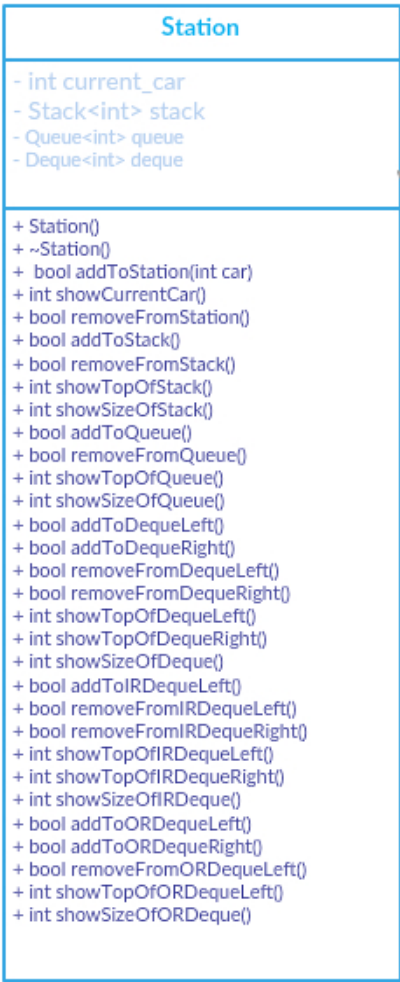 Station
- int current_car
- Stack<int> stack
- Queue<int> queue
- Deque<int> deque
+ Station()
+ ~Station()
+ bool addToStation(int car)
+ int showCurrentCar()
+ bool removeFromStation()
+ bool addToStack()
+ bool removeFromStack()
+ int showTopOfStack()
+ int showSizeOfStack()
+ bool addToQueue()
+ bool removeFromQueue()
+ int showTopOfQueue()
+ int showSizeOfQueue()
+ bool addToDequeLeft()
+ bool addToDequeRight()
+ bool removeFromDequeLeft()
+ bool removeFromDequeRight()
+ int showTopOfDequeLeft()
+ int showTopOfDequeRight()
+ int showSizeOfDeque()
+ bool addToIRDequeLeft()
+ bool removeFromIRDequeLeft()
+ bool removeFromIRDequeRight()
+ int showTopOfIRDequeLeft()
+ int showTopOfIRDequeRight()
+ int showSizeOfIRDeque()
+ bool addToORDequeLeft()
+ bool addToORDequeRight()
+ bool removeFromORDequeLeft()
+ int showTopOfORDequeLeft()
+ int showSizeOfORDeque()